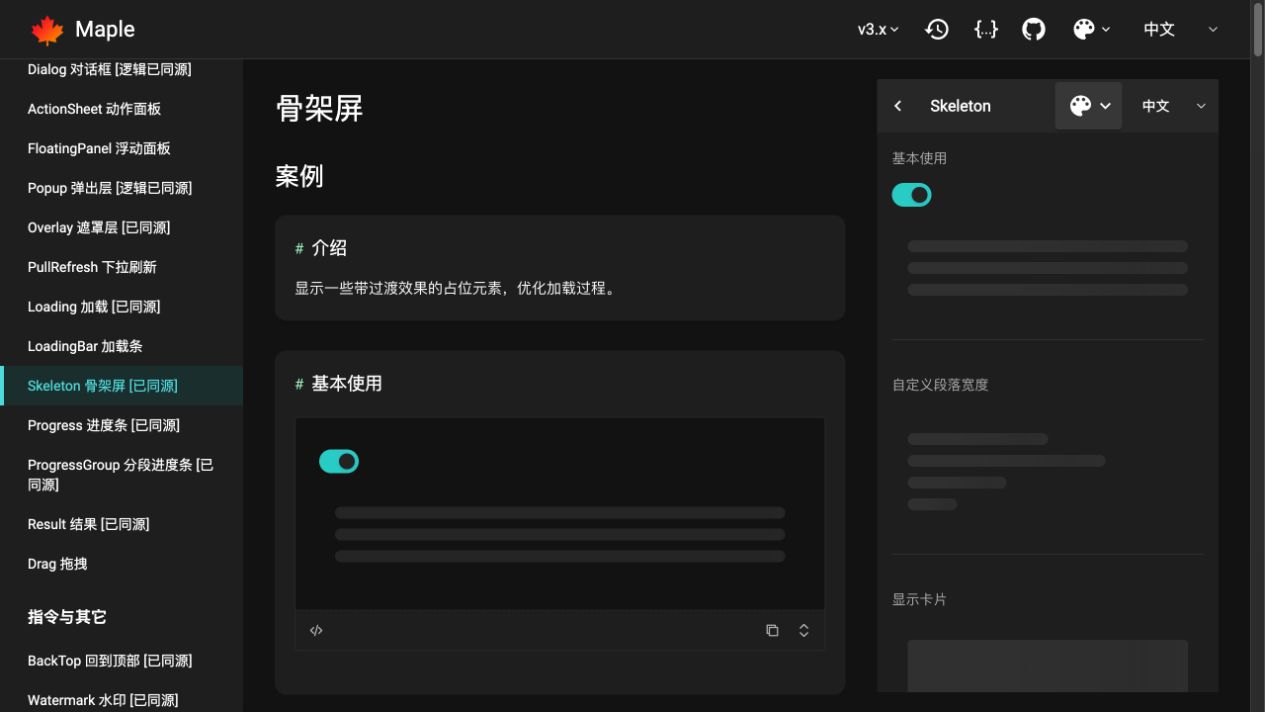 Maple
v3.x
{...}
中文
Dialog 对话框 [逻辑已同源]
ActionSheet 动作面板
FloatingPanel 浮动面板
Popup 弹出层 [逻辑已同源]
Overlay 遮罩层 [已同源]
PullRefresh 下拉刷新
Loading 加载 [已同源]
LoadingBar 加载条
Skeleton 骨架屏 [已同源]
Progress 进度条 [已同源]
ProgressGroup 分段进度条 [已
同源]
Result 结果 [已同源]
Drag 拖拽
指令与其它
BackTop 回到顶部 [已同源]
Watermark 水印 [已同源]
骨架屏
案例
# 介绍
显示一些带过渡效果的占位元素，优化加载过程。
# 基本使用
Skeleton
中文
基本使用
自定义段落宽度
显示卡片